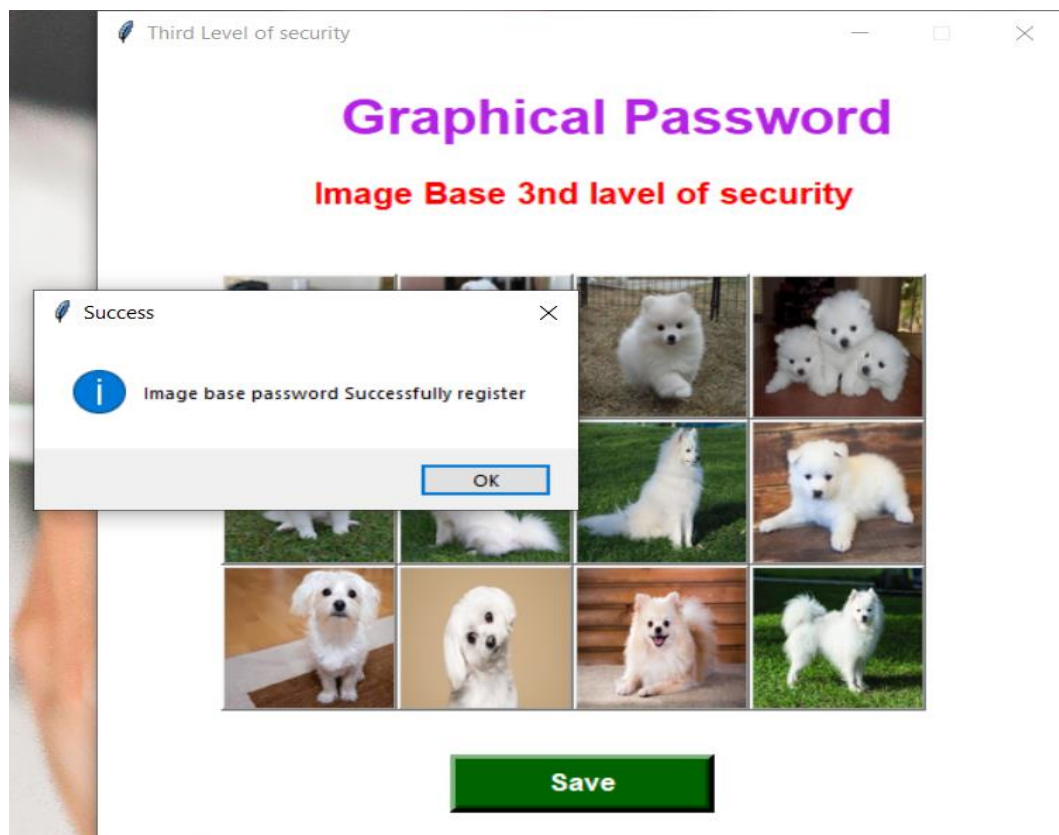 Third Level of security
Graphical Password
Image Base 3nd lavel of security
Success
i
Image base password Successfully register
OK
Save